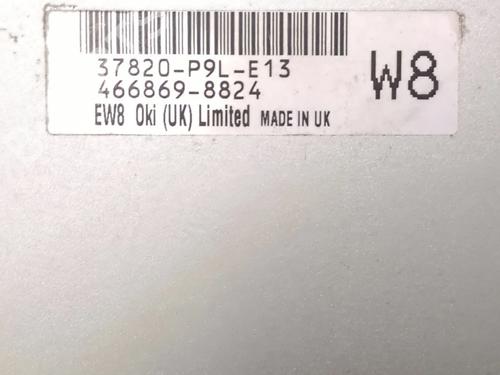 37820-P9L-E13
466869-8824
EW8 Oki (UK) Limited MADE IN UK
W8